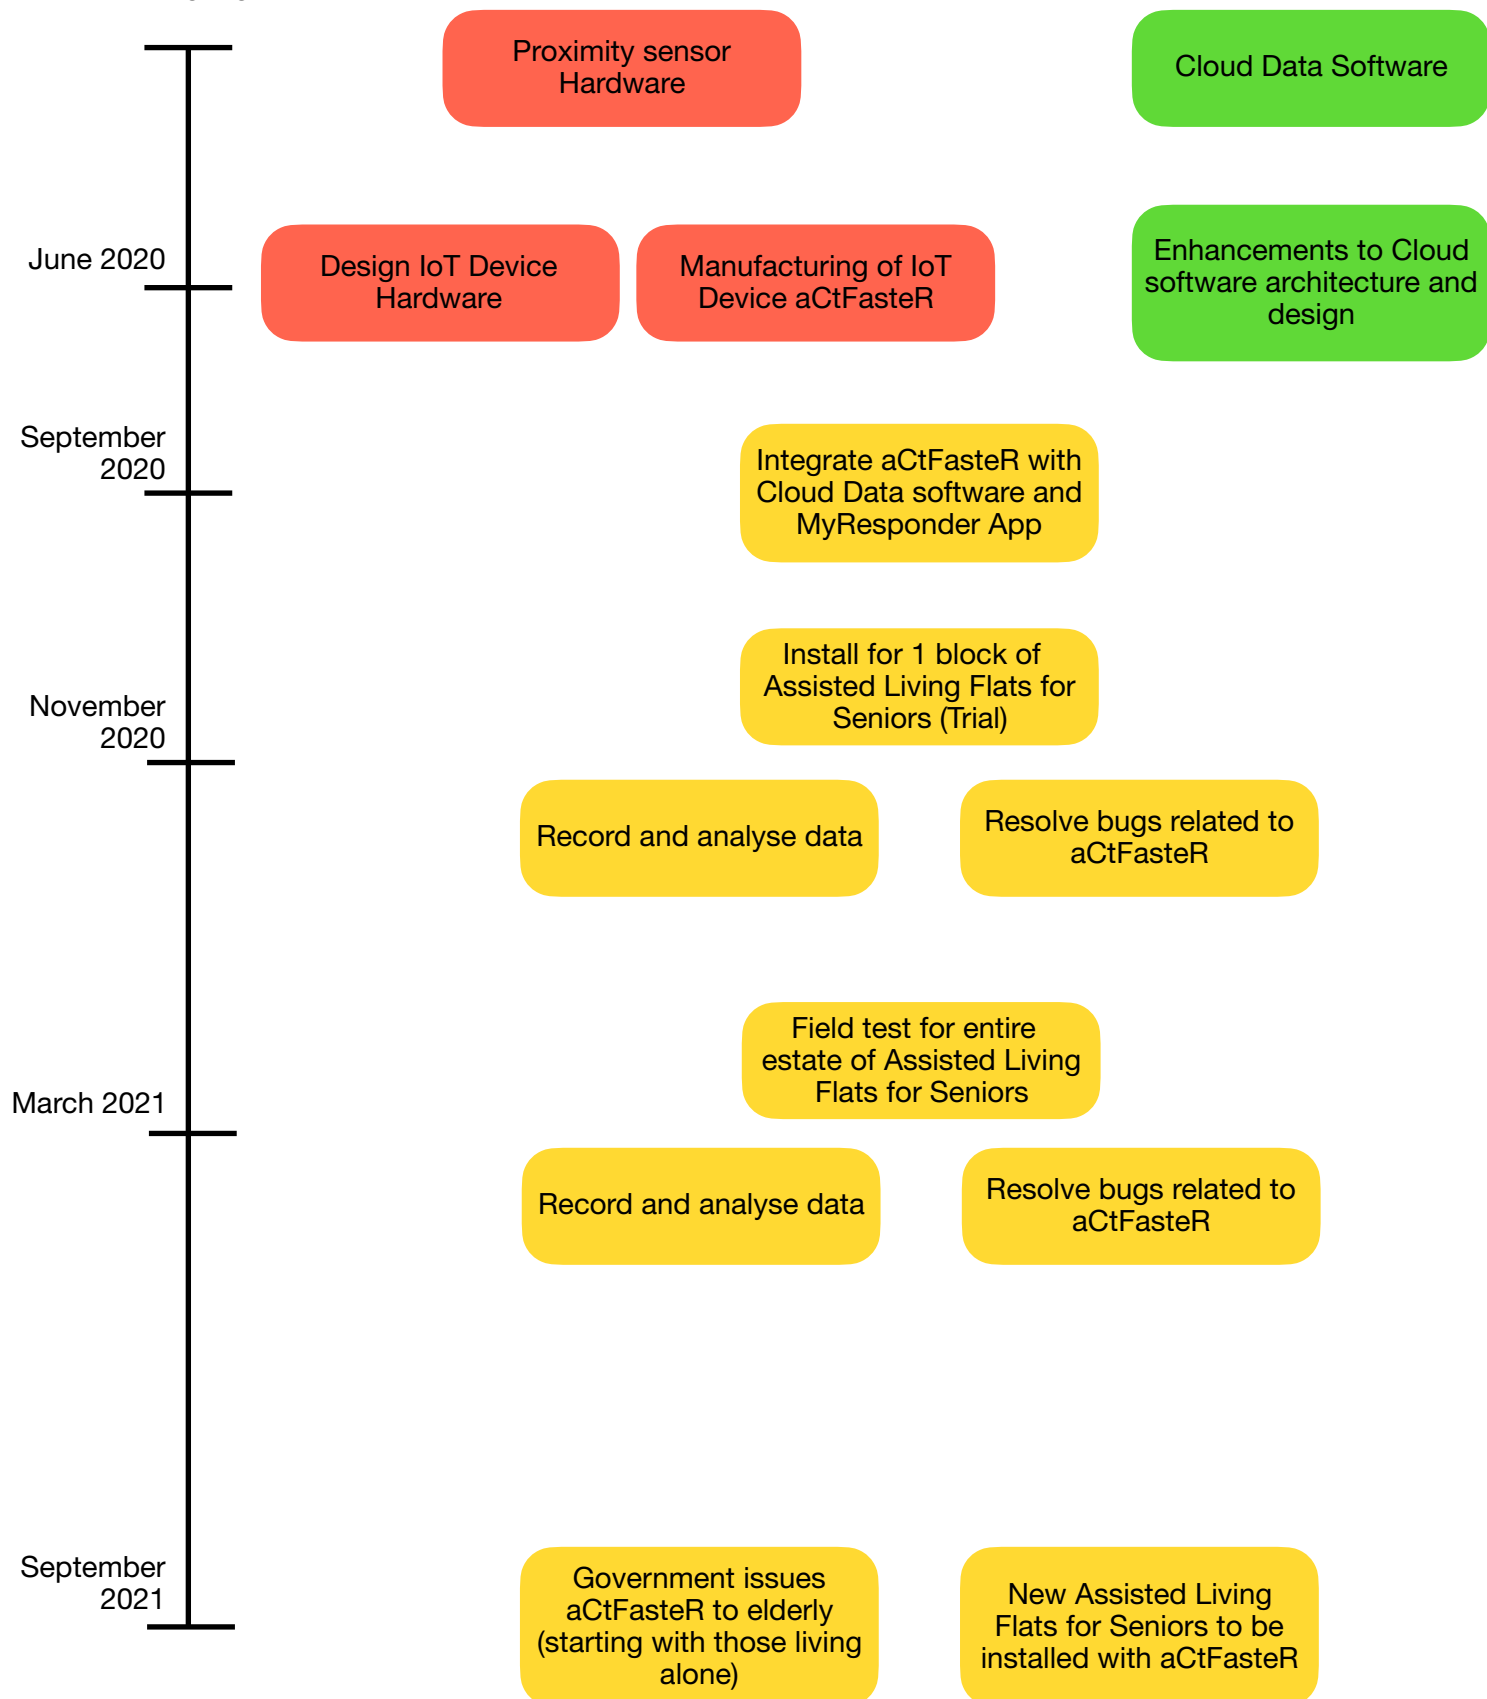 Proximity sensor
Hardware
Cloud Data Software
June 2020
Design IoT Device
Hardware
Manufacturing of IoT
Device aCtFasteR
Enhancements to Cloud
software architecture and
design
September
2020
Integrate aCtFasteR with
Cloud Data software and
MyResponder App
Install for 1 block of
Assisted Living Flats for
Seniors (Trial)
November
2020
Record and analyse data
Resolve bugs related to
aCtFasteR
Field test for entire
estate of Assisted Living
Flats for Seniors
March 2021
Record and analyse data
Resolve bugs related to
aCtFasteR
September
2021
Government issues
aCtFasteR to elderly
(starting with those living
alone)
New Assisted Living
Flats for Seniors to be
installed with aCtFasteR